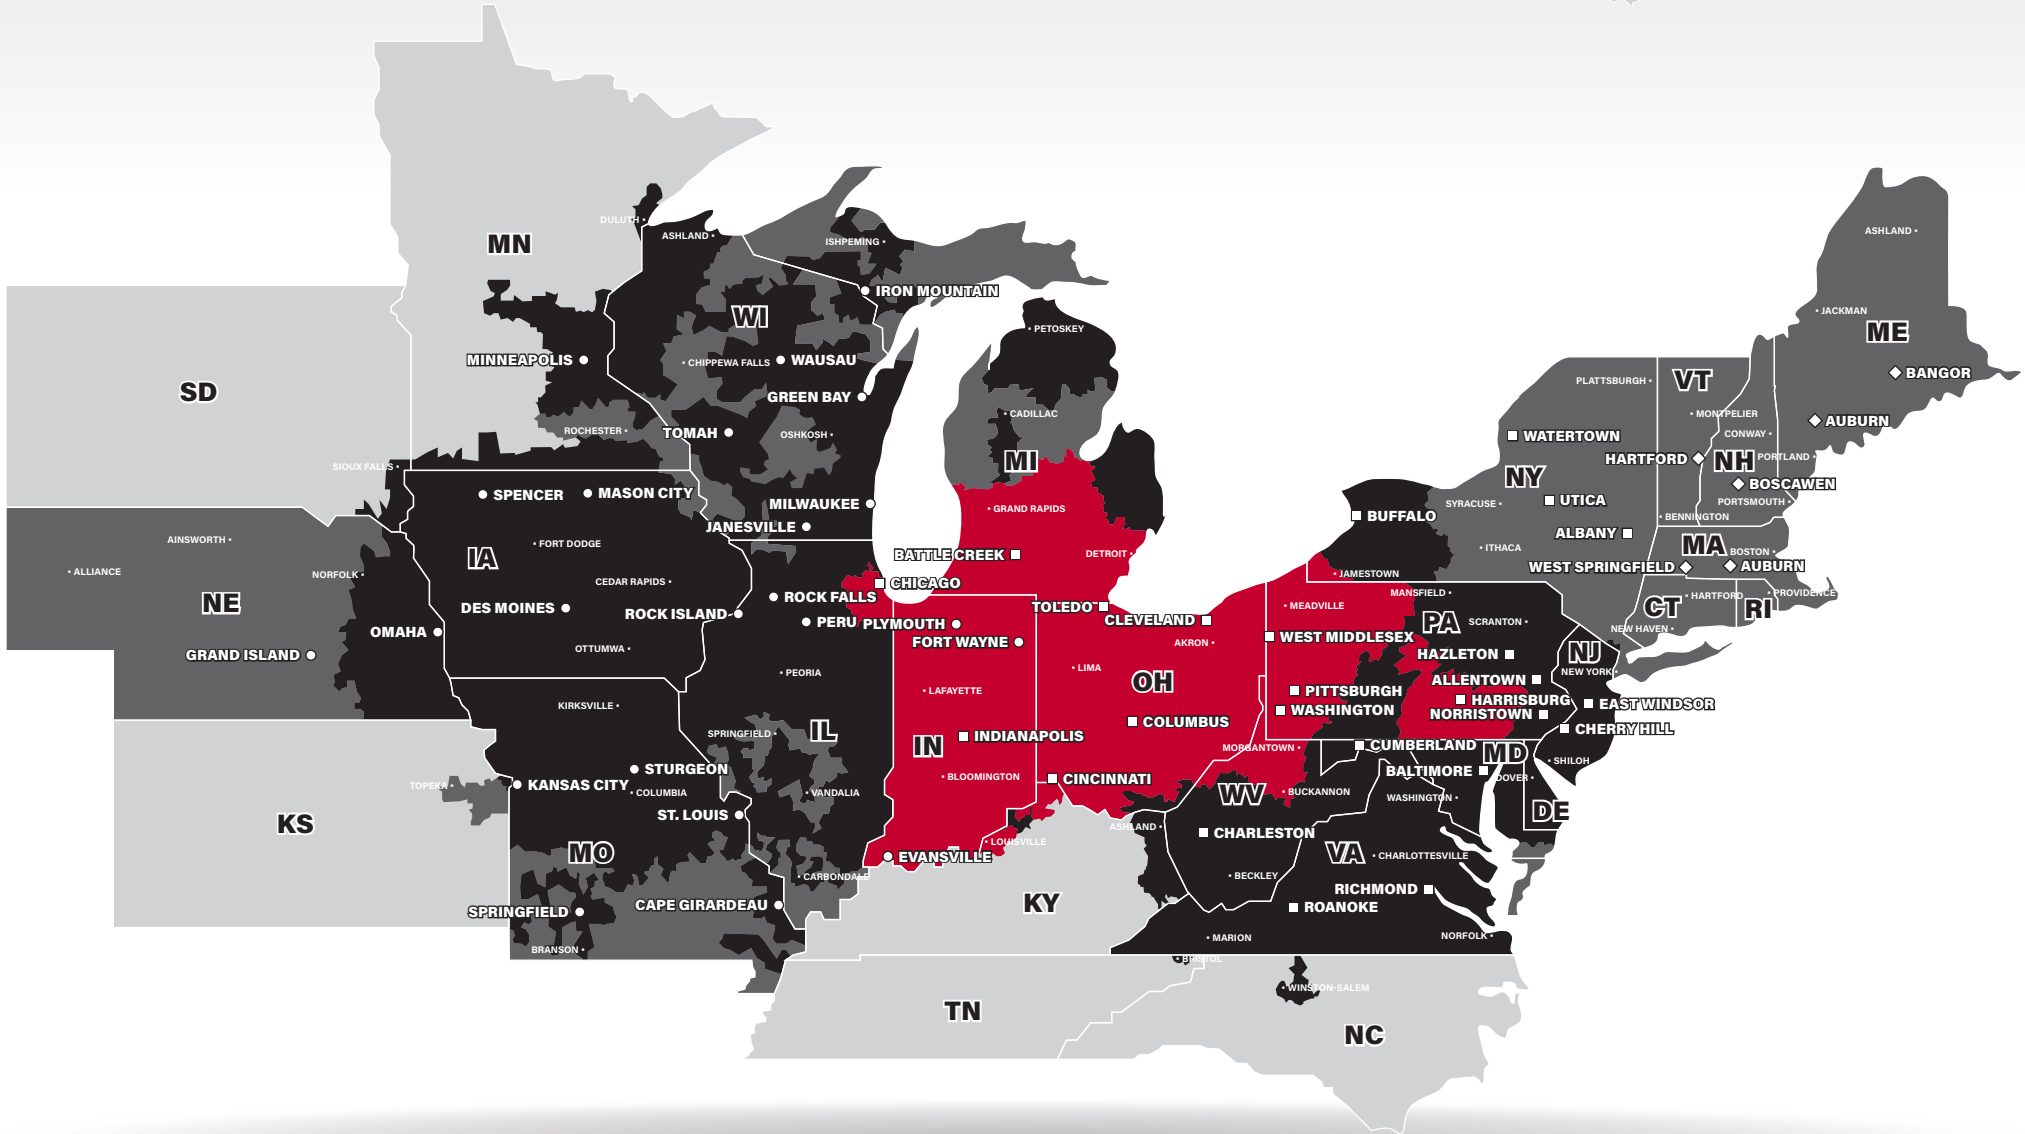 DULUTH
ASHLAND
ISHPEMING
ASHLAND
MN
IRON MOUNTAIN
JACKMAN
WI
PETOSKEY
ME
MINNEAPOLIS
CHIPPEWA FALLS
WAUSAU
BANGOR
PLATTSBURGH
VT
SD
GREEN BAY
CADILLAC
MONTPELIER
AUBURN
ROCHESTER
TOMAH
OSHKOSH
WATERTOWN
CONWAY
SIOUX FALLS
MI
HARTFORD
NH
PORTLAND
NY
BOSCAWEN
SPENCER
MASON CITY
MILWAUKEE
GRAND RAPIDS
SYRACUSE
UTICA
PORTSMOUTH
JANESVILLE
BUFFALO
BENNINGTON
AINSWORTH
FORT DODGE
IA
BATTLE CREEK
DETROIT
ALBANY
ITHACA
MA
BOSTON
ALLIANCE
NORFOLK
CEDAR RAPIDS
CHICAGO
JAMESTOWN
WEST SPRINGFIELD
AUBURN
NE
DES MOINES
ROCK ISLAND
ROCK FALLS
TOLEDO
MEADVILLE
MANSFIELD
CT
HARTFORD
RI
PROVIDENCE
OMAHA
PERU
PLYMOUTH
CLEVELAND
PA
SCRANTON
NEW HAVEN
GRAND ISLAND
OTTUMWA
FORT WAYNE
AKRON
WEST MIDDLESEX
HAZLETON
NJ
PEORIA
LIMA
OH
ALLENTOWN
NEW YORK
KIRKSVILLE
LAFAYETTE
PITTSBURGH
HARRISBURG
EAST WINDSOR
WASHINGTON
NORRISTOWN
SPRINGFIELD
IL
IN
INDIANAPOLIS
COLUMBUS
CHERRY HILL
MORGANTOWN
CUMBERLAND
MD
STURGEON
BLOOMINGTON
CINCINNATI
BALTIMORE
DOVER
SHILOH
TOPEKA
KANSAS CITY
COLUMBIA
VANDALIA
WV
BUCKANNON
WASHINGTON
DE
KS
ST. LOUIS
ASHLAND
CHARLESTON
MO
LOUISVILLE
EVANSVILLE
VA
CHARLOTTESVILLE
CARBONDALE
BECKLEY
RICHMOND
SPRINGFIELD
CAPE GIRARDEAU
KY
ROANOKE
BRANSON
MARION
NORFOLK
BRISTOL
WINSTON-SALEM
TN
NC